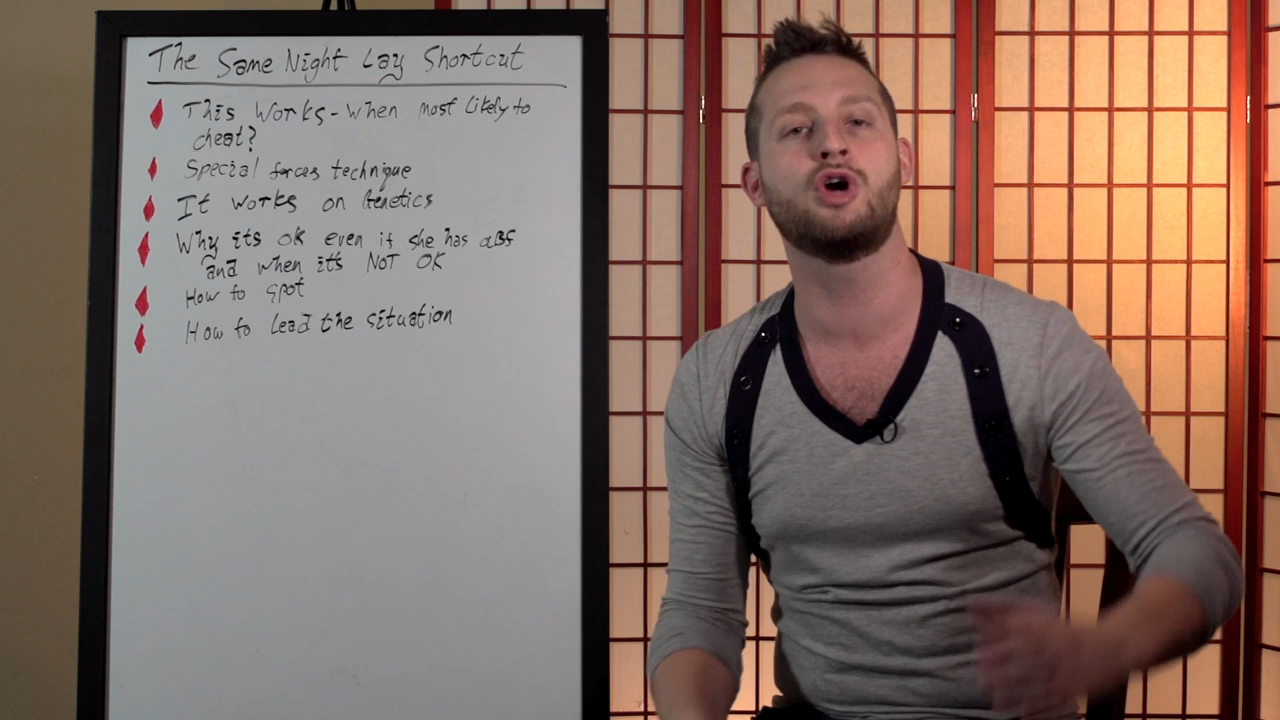 The Same Night Lay Shortcut
This Works - When most likely to
cheat?
Special forces technique
It works on Genetics
Why its OK even if she has a BF
and when it's NOT OK
How to spot
How to lead the situation